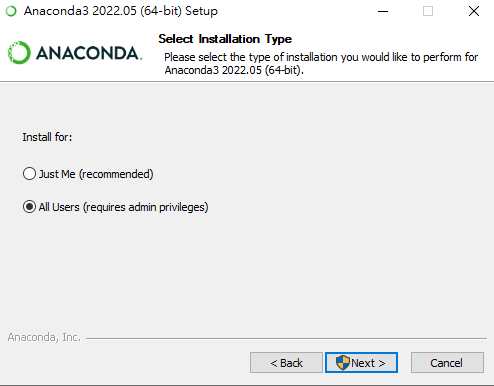 Anaconda3 2022.05 (64-bit) Setup
ANACONDA.
Select Installation Type
Please select the type of installation you would like to perform for
Anaconda3 2022.05 (64-bit).
Install for:
Just Me (recommended)
All Users (requires admin privileges)
Anaconda, Inc.
< Back
Next >
Cancel